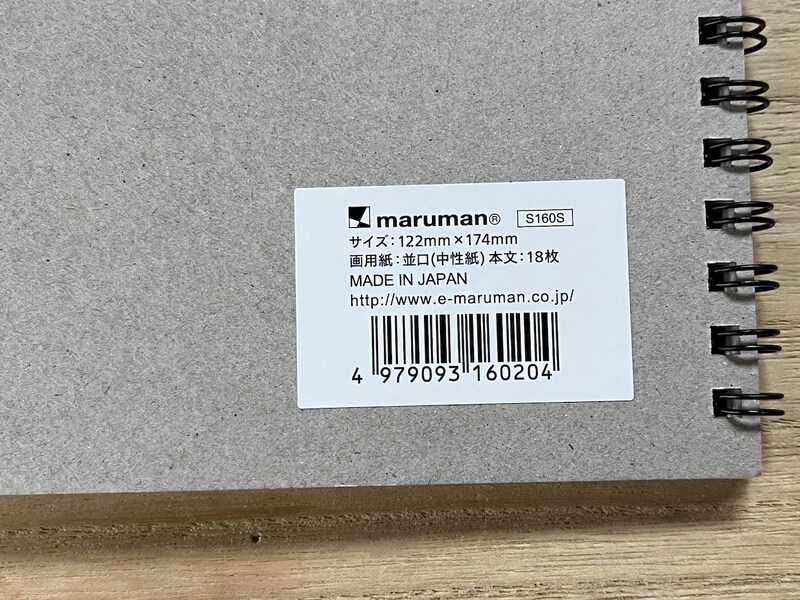 maruman® S160S
サイズ：122mm×174mm
画用紙：並口(中性紙) 本文：18枚
MADE IN JAPAN
http://www.e-maruman.co.jp/
4 979093 160204